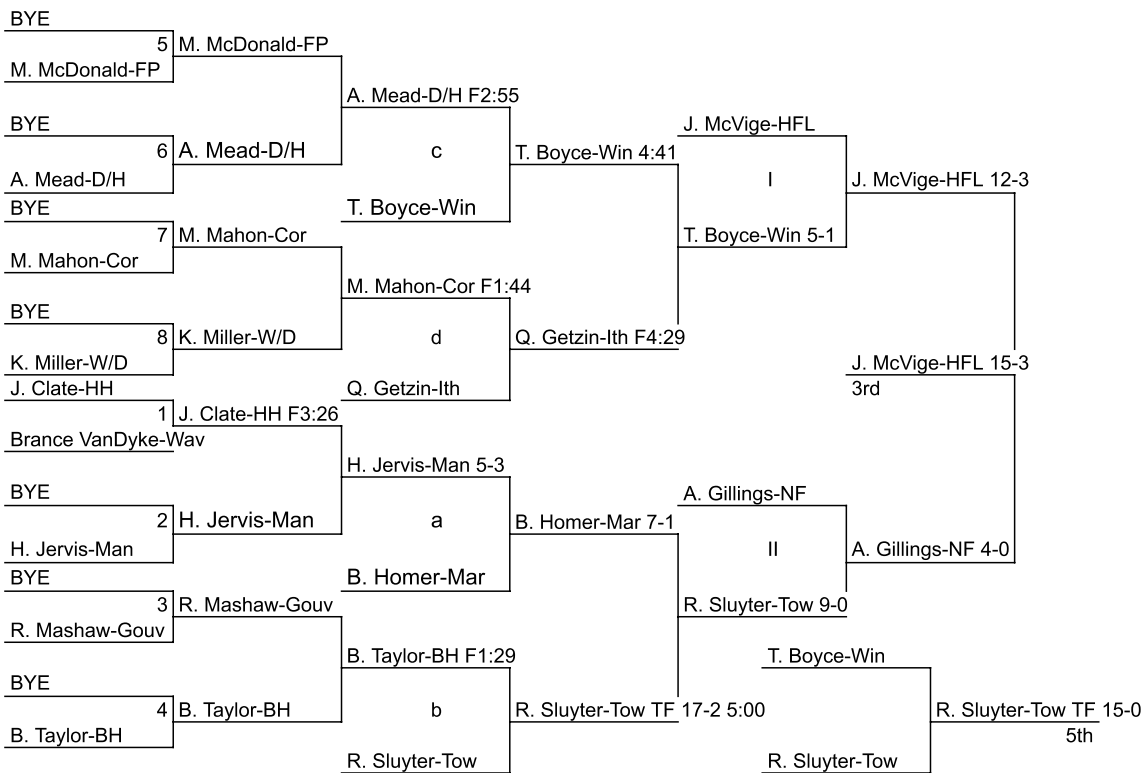 BYE
5 M. McDonald-FP
M. McDonald-FP
A. Mead-D/H F2:55
BYE
J. McVige-HFL
6 A. Mead-D/H
c
T. Boyce-Win 4:41
A. Mead-D/H
I
J. McVige-HFL 12-3
BYE
T. Boyce-Win
7 M. Mahon-Cor
T. Boyce-Win 5-1
M. Mahon-Cor
M. Mahon-Cor F1:44
BYE
8 K. Miller-W/D
d
Q. Getzin-Ith F4:29
K. Miller-W/D
J. McVige-HFL 15-3
J. Clate-HH
Q. Getzin-Ith
3rd
1 J. Clate-HH F3:26
Brance VanDyke-Wav
H. Jervis-Man 5-3
BYE
A. Gillings-NF
2 H. Jervis-Man
a
B. Homer-Mar 7-1
H. Jervis-Man
II
A. Gillings-NF 4-0
BYE
B. Homer-Mar
3 R. Mashaw-Gouv
R. Sluyter-Tow 9-0
R. Mashaw-Gouv
B. Taylor-BH F1:29
T. Boyce-Win
BYE
4 B. Taylor-BH
b
R. Sluyter-Tow TF 17-2 5:00
R. Sluyter-Tow TF 15-0
B. Taylor-BH
5th
R. Sluyter-Tow
R. Sluyter-Tow